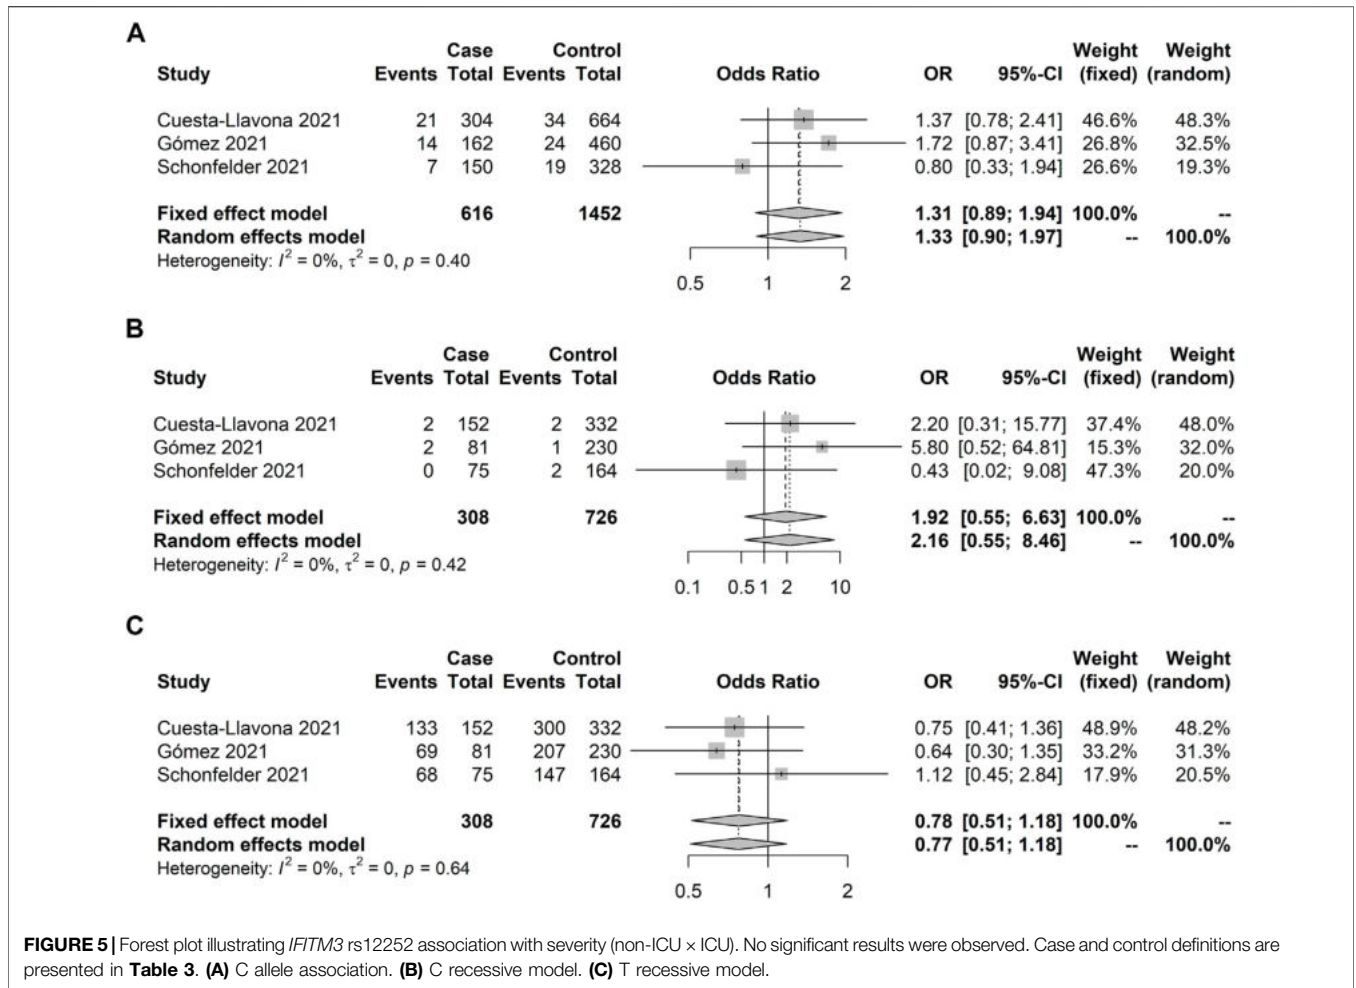 A
Case Control Weight Weight
Study Events Total Events Total Odds Ratio OR 95%-CI (fixed) (random)
Cuesta-Llavona 2021 21 304 34 664 1.37 [0.78; 2.41] 46.6% 48.3%
Gómez 2021 14 162 24 460 1.72 [0.87; 3.41] 26.8% 32.5%
Schonfelder 2021 7 150 19 328 0.80 [0.33; 1.94] 26.6% 19.3%
Fixed effect model 616 1452 1.31 [0.89; 1.94] 100.0% --
Random effects model 1.33 [0.90; 1.97] -- 100.0%
Heterogeneity: I² = 0%, τ² = 0, p = 0.40
0.5 1 2
B
Case Control Weight Weight
Study Events Total Events Total Odds Ratio OR 95%-CI (fixed) (random)
Cuesta-Llavona 2021 2 152 2 332 2.20 [0.31; 15.77] 37.4% 48.0%
Gómez 2021 2 81 1 230 5.80 [0.52; 64.81] 15.3% 32.0%
Schonfelder 2021 0 75 2 164 0.43 [0.02; 9.08] 47.3% 20.0%
Fixed effect model 308 726 1.92 [0.55; 6.63] 100.0% --
Random effects model 2.16 [0.55; 8.46] -- 100.0%
Heterogeneity: I² = 0%, τ² = 0, p = 0.42
0.1 0.5 1 2 10
C
Case Control Weight Weight
Study Events Total Events Total Odds Ratio OR 95%-CI (fixed) (random)
Cuesta-Llavona 2021 133 152 300 332 0.75 [0.41; 1.36] 48.9% 48.2%
Gómez 2021 69 81 207 230 0.64 [0.30; 1.35] 33.2% 31.3%
Schonfelder 2021 68 75 147 164 1.12 [0.45; 2.84] 17.9% 20.5%
Fixed effect model 308 726 0.78 [0.51; 1.18] 100.0% --
Random effects model 0.77 [0.51; 1.18] -- 100.0%
Heterogeneity: I² = 0%, τ² = 0, p = 0.64
0.5 1 2
FIGURE 5 | Forest plot illustrating IFITM3 rs12252 association with severity (non-ICU × ICU). No significant results were observed. Case and control definitions are
presented in Table 3. (A) C allele association. (B) C recessive model. (C) T recessive model.